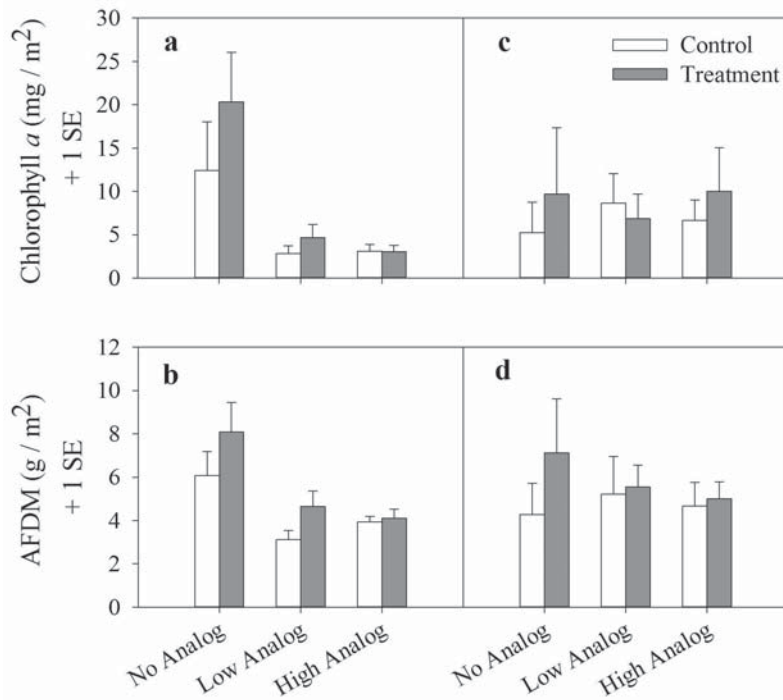 Chlorophyll a (mg / m²)
+ 1 SE
30
25
20
15
10
5
0
a
c
Control
Treatment
AFDM (g / m²)
+ 1 SE
12
10
8
6
4
2
0
b
d
No Analog
Low Analog
High Analog
No Analog
Low Analog
High Analog